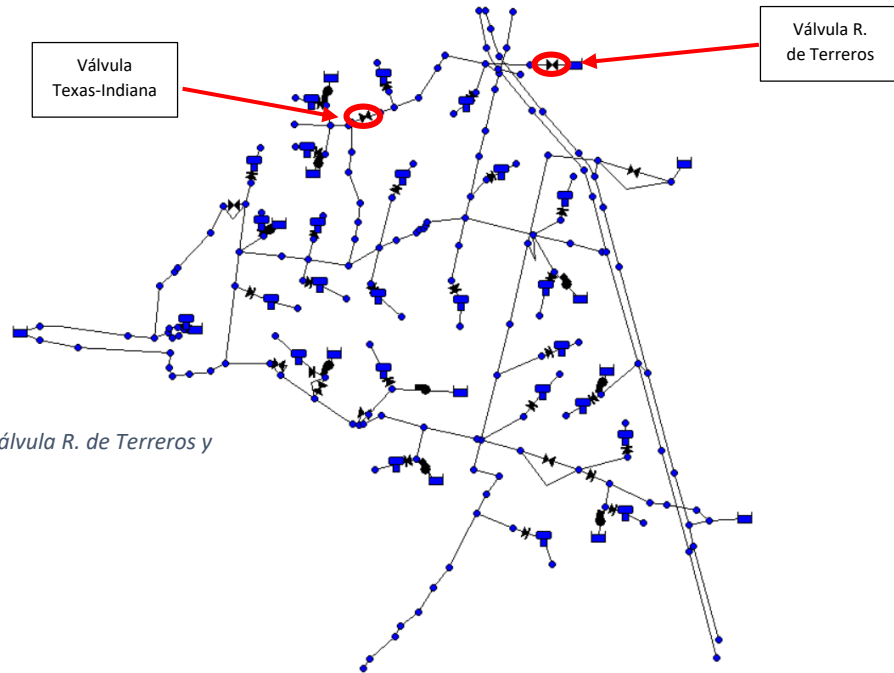 Válvula R.
de Terreros
Válvula
Texas-Indiana
álvula R. de Terreros y